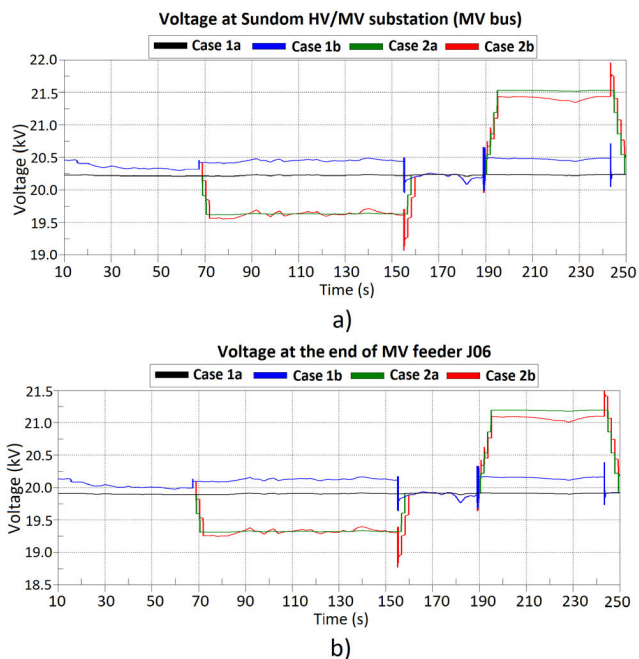 Voltage at Sundom HV/MV substation (MV bus)
a)
Case 1a Case 1b Case 2a Case 2b
22.0
21.5
21.0
20.5
20.0
19.5
19.0
Voltage (kV)
10 30 50 70 90 110 130 150 170 190 210 230 250
Time (s)
a)
Voltage at the end of MV feeder J06
Case 1a Case 1b Case 2a Case 2b
21.5
21.0
20.5
20.0
19.5
19.0
18.5
Voltage (kV)
10 30 50 70 90 110 130 150 170 190 210 230 250
Time (s)
b)
b)